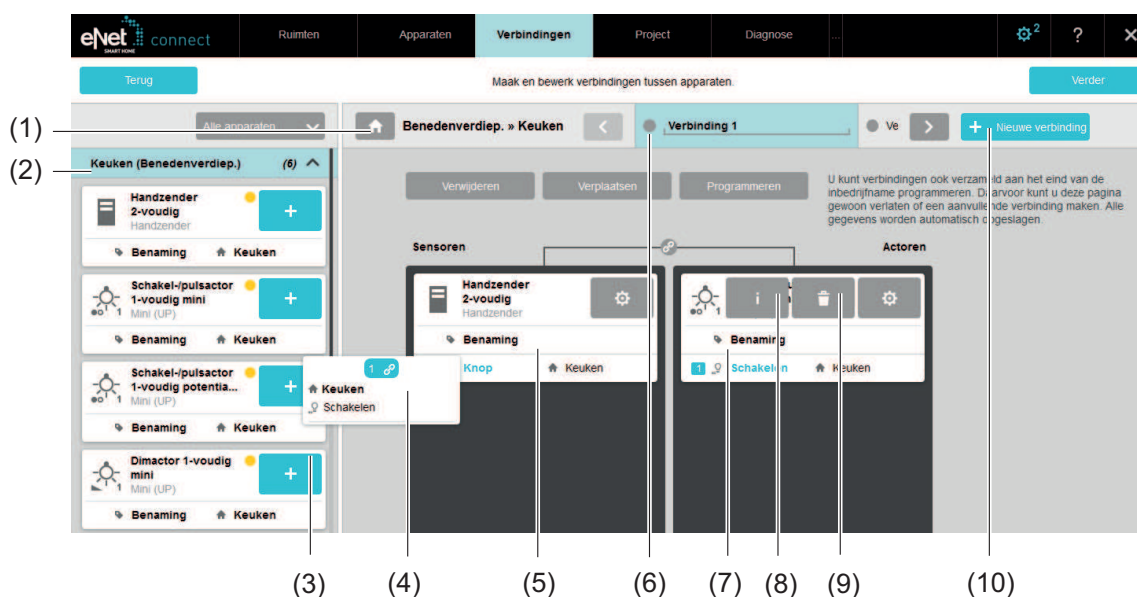 eNet connect
SMART HOME
Ruimten
Apparaten
Verbindingen
Project
Diagnose
...
2
?
Terug
Maak en bewerk verbindingen tussen apparaten.
Verder
(1)
Alle apparaten
Benedenverdiep. » Keuken
Verbinding 1
Ve
+ Nieuwe verbinding
(2)
Keuken (Benedenverdiep.) (6)
Handzender
2-voudig
Handzender
+
Benaming Keuken
Schakel-/pulsactor
1-voudig mini
Mini (UP)
1
+
Benaming Keuken
Schakel-/pulsactor
1-voudig potentia...
Mini (UP)
1
+
Benaming Keuken
Dimactor 1-voudig
mini
Mini (UP)
1
+
Benaming Keuken
Verwijderen
Verplaatsen
Programmeren
U kunt verbindingen ook verzameld aan het eind van de
inbedrijfname programmeren. Daarvoor kunt u deze pagina
gewoon verlaten of een aanvullende verbinding maken. Alle
gegevens worden automatisch opgeslagen.
Sensoren
Actoren
Handzender
2-voudig
Handzender
Benaming
Knop Keuken
1
i
Benaming
1 Schakelen Keuken
1
Keuken
Schakelen
(3)
(4)
(5)
(6)
(7)
(8)
(9)
(10)